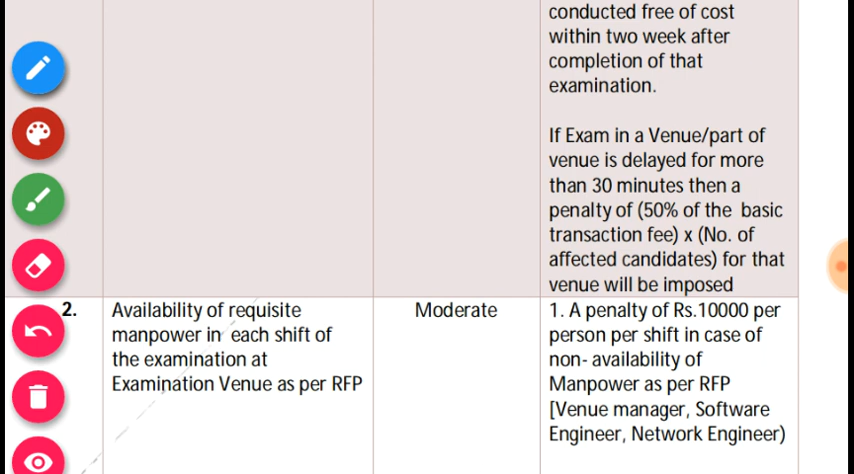 conducted free of cost
within two week after
completion of that
examination.
If Exam in a Venue/part of
venue is delayed for more
than 30 minutes then a
penalty of (50% of the basic
transaction fee) x (No. of
affected candidates) for that
venue will be imposed
2.
Availability of requisite
manpower in each shift of
the examination at
Examination Venue as per RFP
Moderate
1. A penalty of Rs.10000 per
person per shift in case of
non- availability of
Manpower as per RFP
[Venue manager, Software
Engineer, Network Engineer)